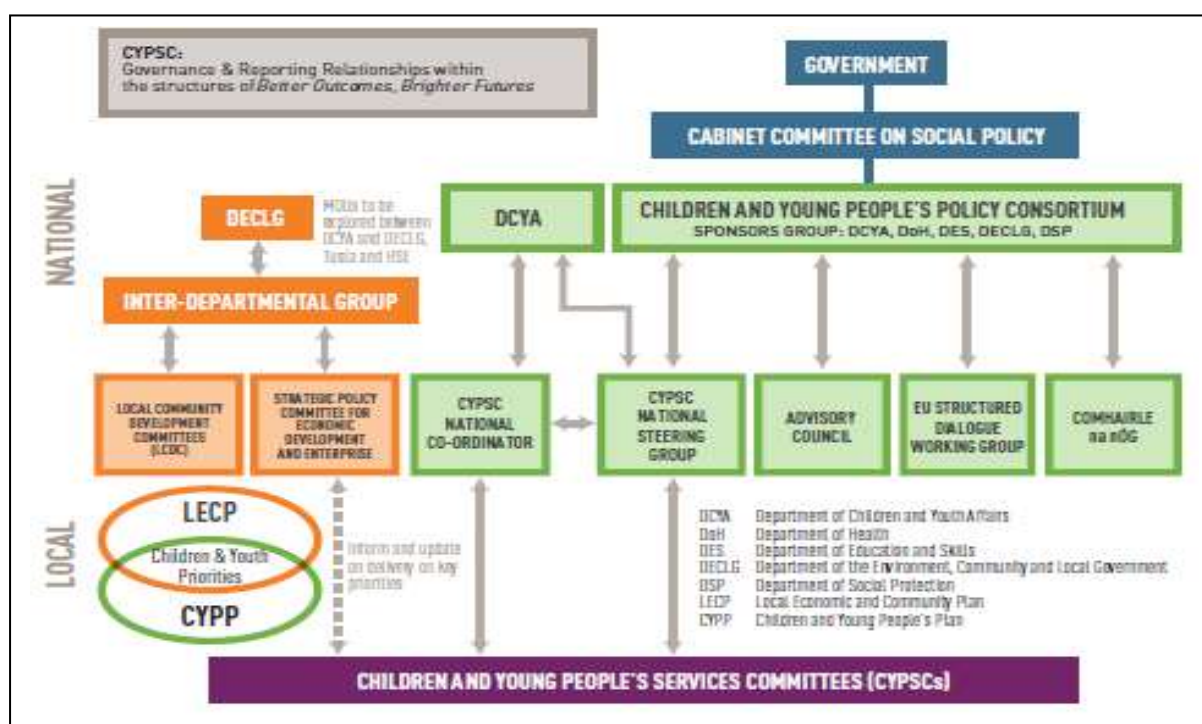 CYPSC:
Governance & Reporting Relationships within
the structures of Better Outcomes, Brighter Futures
GOVERNMENT
CABINET COMMITTEE ON SOCIAL POLICY
NATIONAL
DECLG
MOUs to be
explored between
DCYA and DECLG,
Tusla and HSE
DCYA
CHILDREN AND YOUNG PEOPLE'S POLICY CONSORTIUM
SPONSORS GROUP: DCYA, DoH, DES, DECLG, DSP
INTER-DEPARTMENTAL GROUP
LOCAL COMMUNITY
DEVELOPMENT
COMMITTEES
(LCDC)
STRATEGIC POLICY
COMMITTEE FOR
ECONOMIC
DEVELOPMENT
AND ENTERPRISE
CYPSC
NATIONAL
CO-ORDINATOR
CYPSC
NATIONAL
STEERING
GROUP
ADVISORY
COUNCIL
EU STRUCTURED
DIALOGUE
WORKING GROUP
COMHAIRLE
na nÓG
LOCAL
LECP
Children & Youth
Priorities
CYPP
Inform and update
on delivery on key
priorities
DCYA Department of Children and Youth Affairs
DoH Department of Health
DES Department of Education and Skills
DECLG Department of the Environment, Community and Local Government
DSP Department of Social Protection
LECP Local Economic and Community Plan
CYPP Children and Young People's Plan
CHILDREN AND YOUNG PEOPLE'S SERVICES COMMITTEES (CYPSCs)